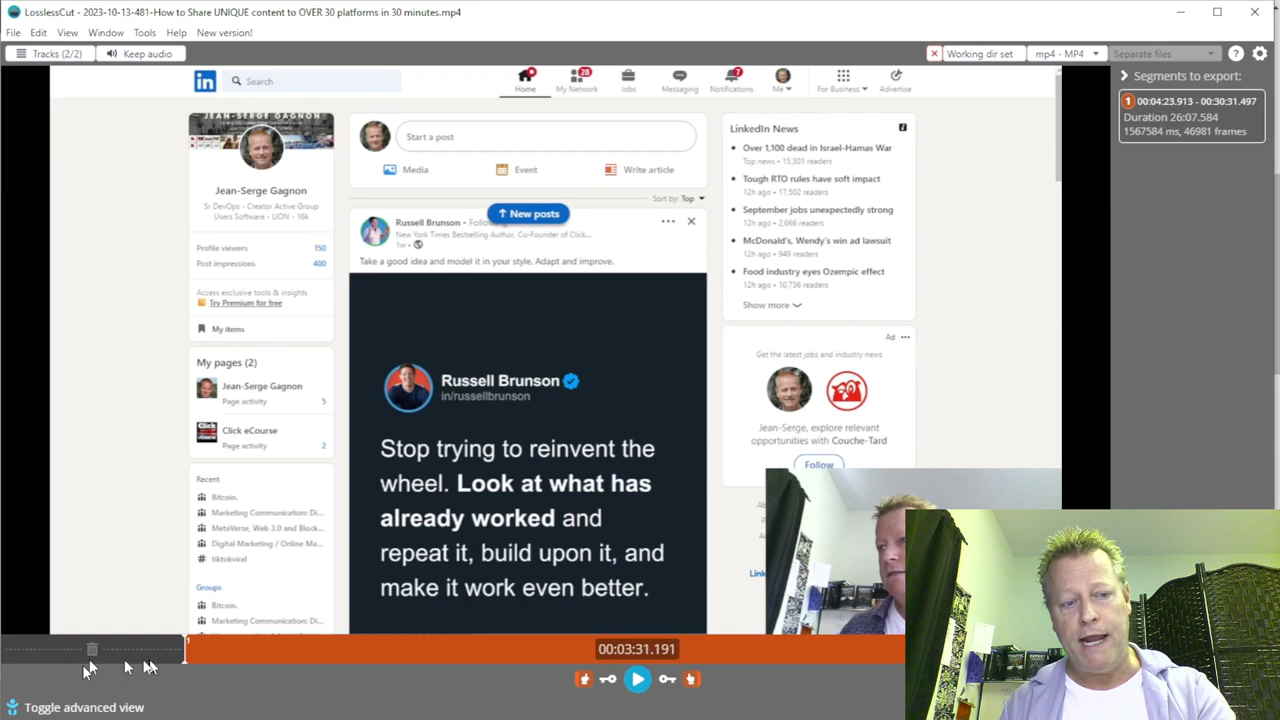 LosslessCut - 2023-10-13-481-How to Share UNIQUE content to OVER 30 platforms in 30 minutes.mp4
File Edit View Window Tools Help New version!
Tracks (2/2) Keep audio Working dir set mp4 - MP4 Separate files
Segments to export:
1 00:04:23.913 - 00:30:31.497
Duration 26:07.584
1567584 ms, 46981 frames
in Search
Home
28 My Network
Jobs
Messaging
7 Notifications
Me
For Business
Advertise
JEAN-SERGE GAGNON
Jean-Serge Gagnon
Sr DevOps - Creator Active Group
Users Software - LION - 16k
Profile viewers 150
Post impressions 400
Access exclusive tools & insights
Try Premium for free
My items
My pages (2)
Jean-Serge Gagnon
Page activity 5
Click eCourse
Page activity 2
Recent
Bitcoin.
Marketing Communication: Di...
MetaVerse, Web 3.0 and Block...
Digital Marketing / Online Ma...
# tiktokviral
Groups
Bitcoin.
Marketing Communication: Di...
Start a post
Media Event Write article
Sort by: Top
New posts
Russell Brunson · Following
New York Times Bestselling Author, Co-Founder of Click...
1w
Take a good idea and model it in your style. Adapt and improve.
Russell Brunson
in/russellbrunson
Stop trying to reinvent the
wheel. Look at what has
already worked and
repeat it, build upon it, and
make it work even better.
LinkedIn News
Over 1,100 dead in Israel-Hamas War
Top news • 15,301 readers
Tough RTO rules have soft impact
12h ago • 17,502 readers
September jobs unexpectedly strong
12h ago • 2,666 readers
McDonald's, Wendy's win ad lawsuit
12h ago • 949 readers
Food industry eyes Ozempic effect
12h ago • 10,736 readers
Show more
Ad
Get the latest jobs and industry news
Jean-Serge, explore relevant
opportunities with Couche-Tard
Follow
1
00:03:31.191
Toggle advanced view